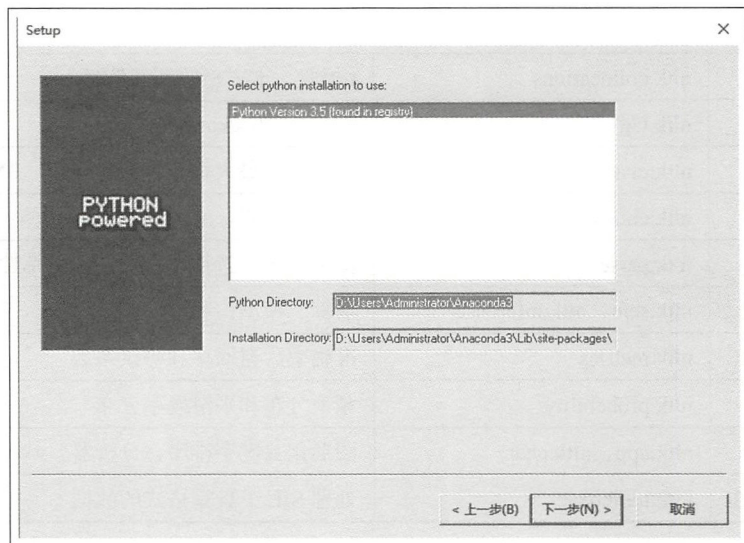 Setup
Select python installation to use:
Python Version 3.5 (found in registry)
PYTHON
powered
Python Directory: D:\Users\Administrator\Anaconda3
Installation Directory: D:\Users\Administrator\Anaconda3\Lib\site-packages\
< 上一步(B) 下一步(N) > 取消